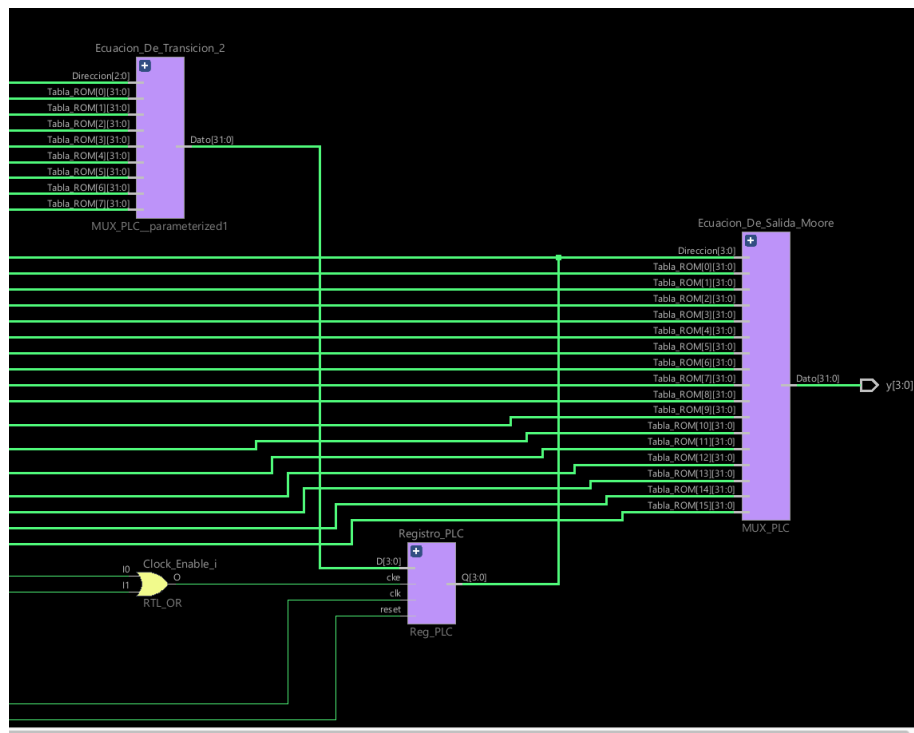 Ecuacion_De_Transicion_2
Direccion[2:0]
Tabla_ROM[0][31:0]
Tabla_ROM[1][31:0]
Tabla_ROM[2][31:0]
Tabla_ROM[3][31:0]
Tabla_ROM[4][31:0]
Tabla_ROM[5][31:0]
Tabla_ROM[6][31:0]
Tabla_ROM[7][31:0]
Dato[31:0]
MUX_PLC__parameterized1
Ecuacion_De_Salida_Moore
Direccion[3:0]
Tabla_ROM[0][31:0]
Tabla_ROM[1][31:0]
Tabla_ROM[2][31:0]
Tabla_ROM[3][31:0]
Tabla_ROM[4][31:0]
Tabla_ROM[5][31:0]
Tabla_ROM[6][31:0]
Tabla_ROM[7][31:0]
Tabla_ROM[8][31:0]
Tabla_ROM[9][31:0]
Tabla_ROM[10][31:0]
Tabla_ROM[11][31:0]
Tabla_ROM[12][31:0]
Tabla_ROM[13][31:0]
Tabla_ROM[14][31:0]
Tabla_ROM[15][31:0]
Dato[31:0]
y[3:0]
MUX_PLC
Clock_Enable_i
I0
I1
O
RTL_OR
Registro_PLC
D[3:0]
cke
clk
reset
Q[3:0]
Reg_PLC